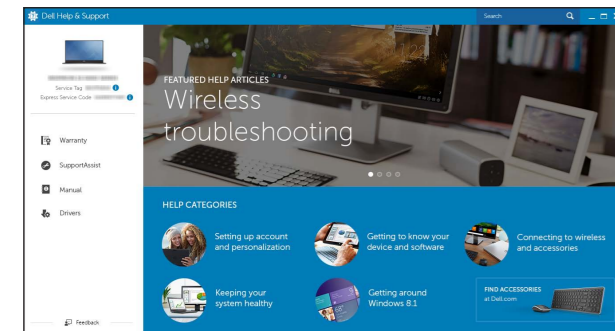 Dell Help & Support
Search
Service Tag
Express Service Code
Warranty
SupportAssist
Manual
Drivers
Feedback
FEATURED HELP ARTICLES
Wireless
troubleshooting
HELP CATEGORIES
Setting up account
and personalization
Getting to know your
device and software
Connecting to wireless
and accessories
Keeping your
system healthy
Getting around
Windows 8.1
FIND ACCESSORIES
at Dell.com